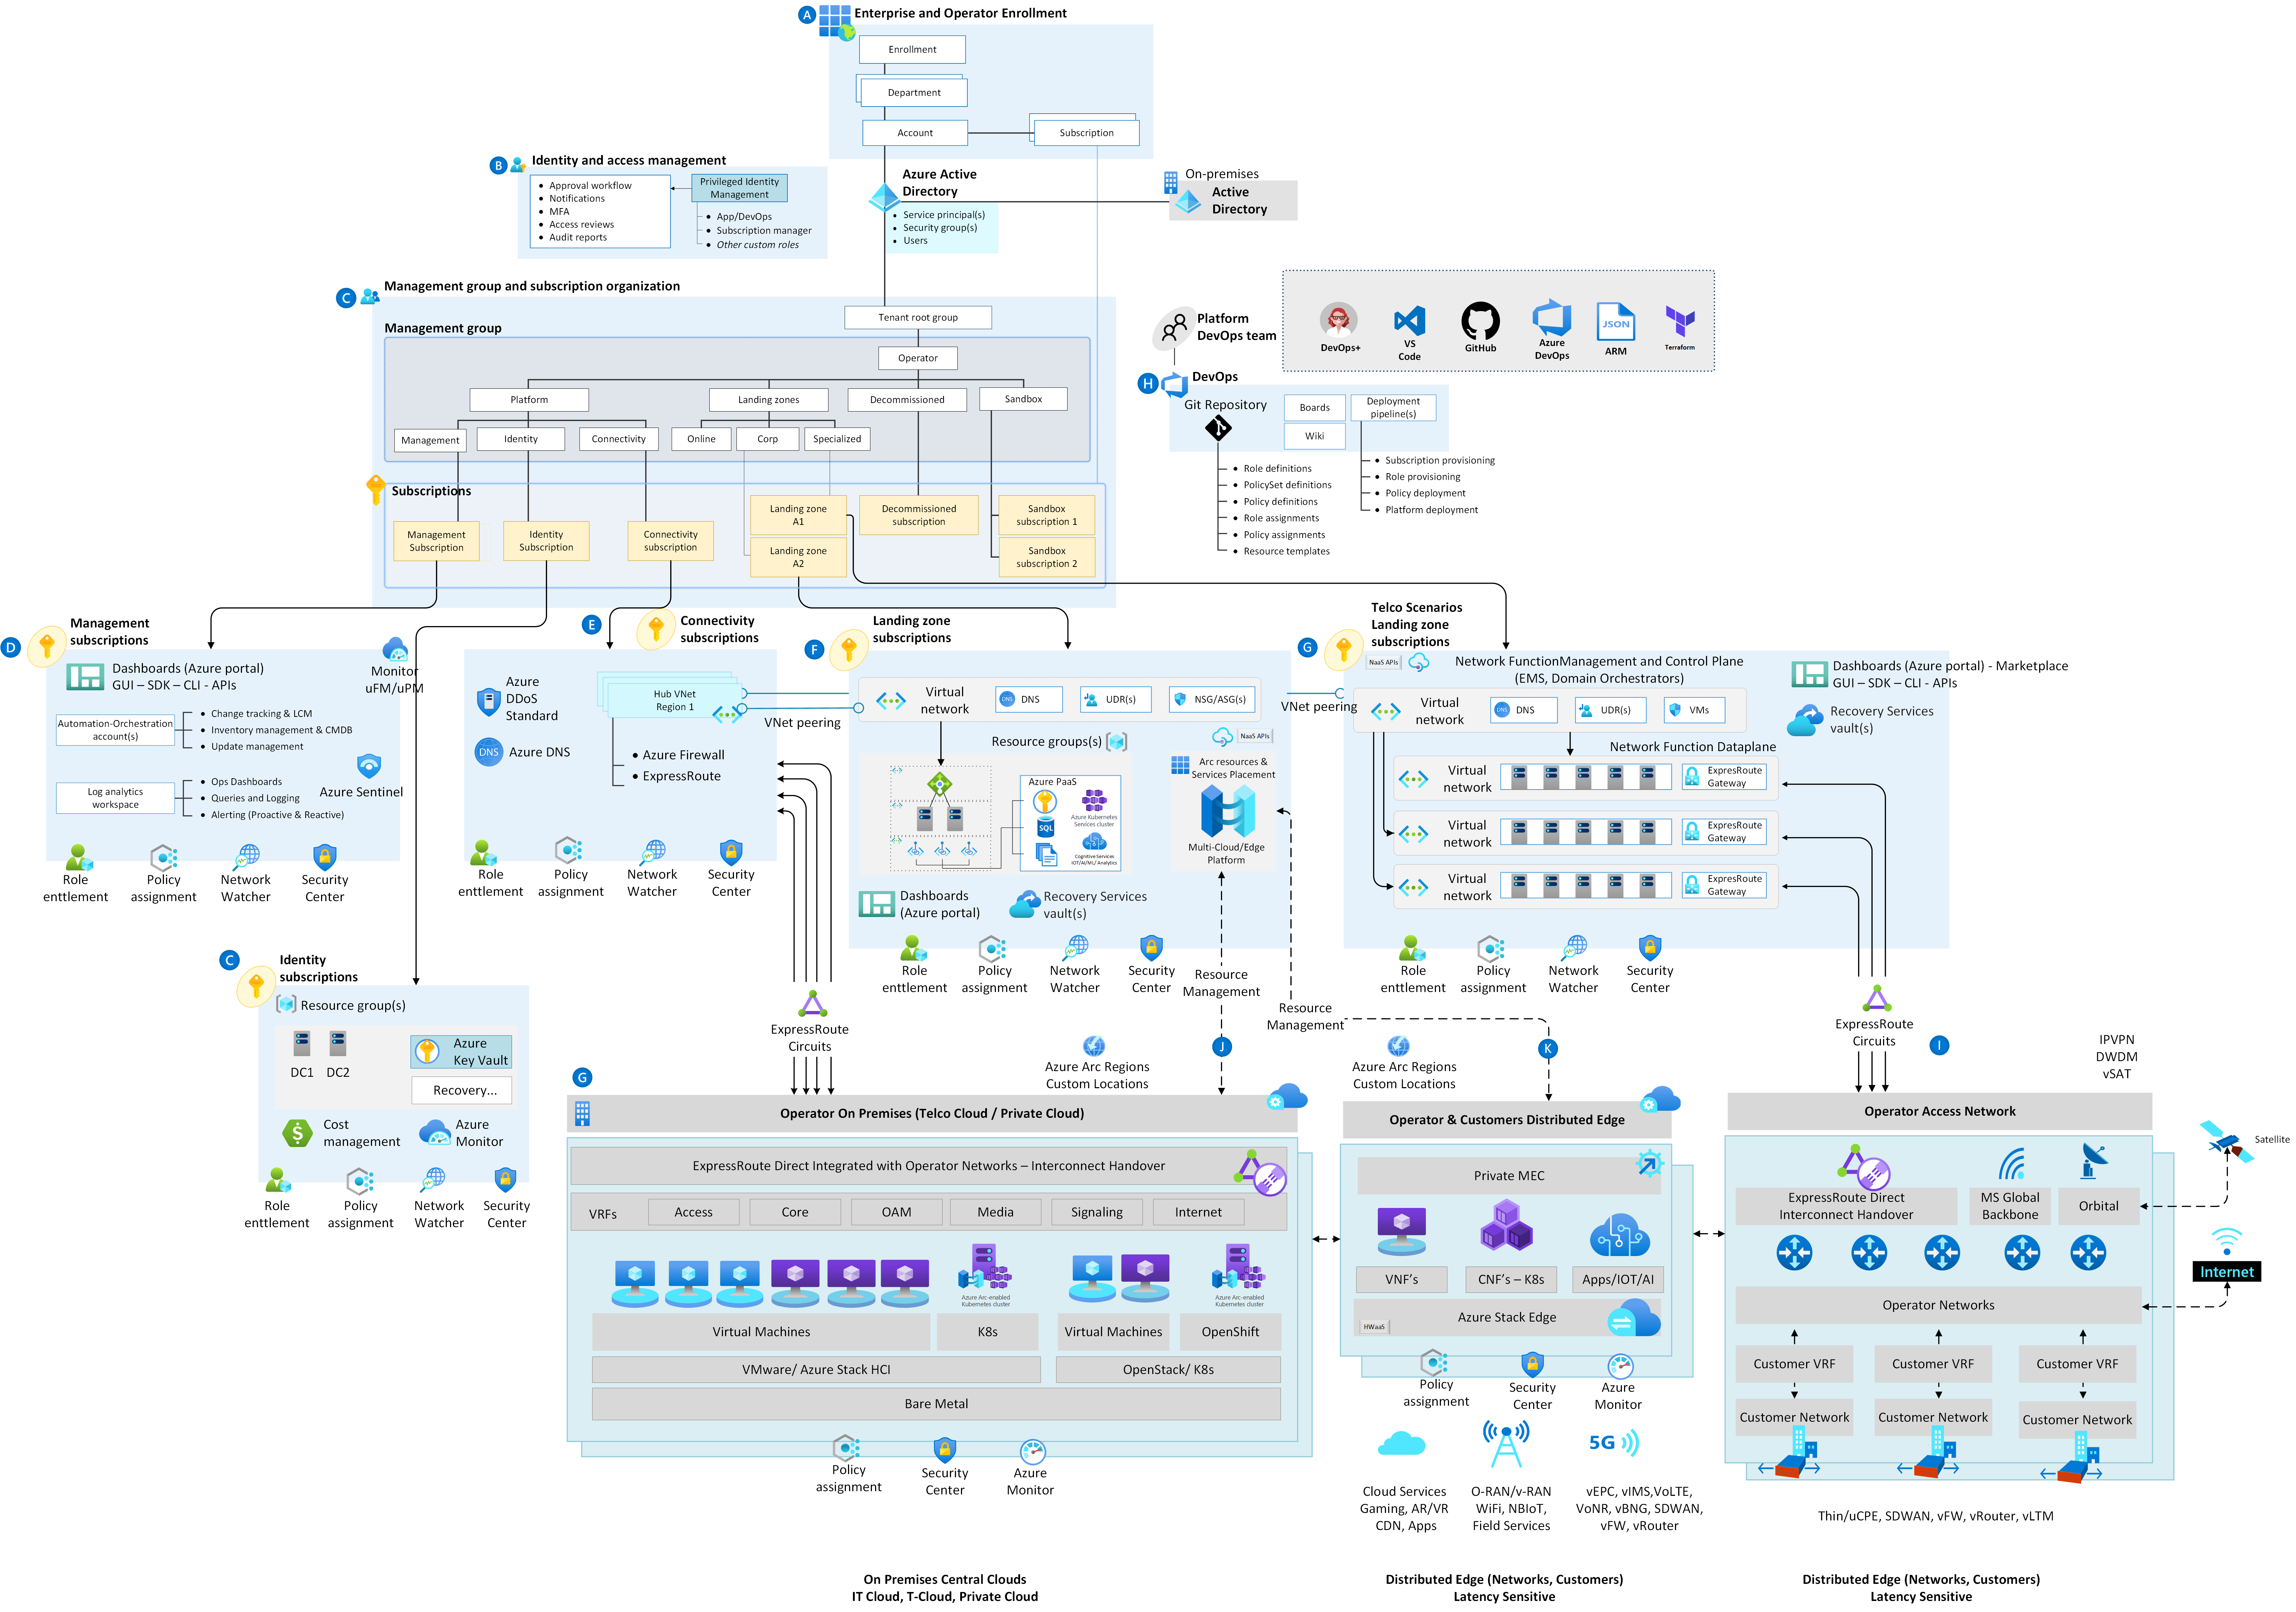 A
Enterprise and Operator Enrollment
Enrollment
Department
Account
Subscription
B
Identity and access management
Approval workflow
Notifications
MFA
Access reviews
Audit reports
Privileged Identity
Management
App/DevOps
Subscription manager
Other custom roles
Azure Active
Directory
Service principal(s)
Security group(s)
Users
On-premises
Active
Directory
C
Management group and subscription organization
Management group
Tenant root group
Operator
Platform
Landing zones
Decommissioned
Sandbox
Management
Identity
Connectivity
Online
Corp
Specialized
Subscriptions
Management
Subscription
Identity
Subscription
Connectivity
subscription
Landing zone
A1
Landing zone
A2
Decommissioned
subscription
Sandbox
subscription 1
Sandbox
subscription 2
Platform
DevOps team
DevOps+
VS
Code
GitHub
Azure
DevOps
JSON
ARM
Terraform
H
DevOps
Git Repository
Boards
Wiki
Deployment
pipeline(s)
Role definitions
PolicySet definitions
Policy definitions
Role assignments
Policy assignments
Resource templates
Subscription provisioning
Role provisioning
Policy deployment
Platform deployment
D
Management
subscriptions
Dashboards (Azure portal)
GUI – SDK – CLI - APIs
Monitor
uFM/uPM
Automation-Orchestration
account(s)
Change tracking & LCM
Inventory management & CMDB
Update management
Log analytics
workspace
Ops Dashboards
Queries and Logging
Alerting (Proactive & Reactive)
Azure Sentinel
Role
enttlement
Policy
assignment
Network
Watcher
Security
Center
C
Identity
subscriptions
Resource group(s)
DC1
DC2
Azure
Key Vault
Recovery...
Cost
management
Azure
Monitor
Role
enttlement
Policy
assignment
Network
Watcher
Security
Center
E
Connectivity
subscriptions
Azure
DDoS
Standard
Hub VNet
Region 1
DNS
Azure DNS
Azure Firewall
ExpressRoute
VNet peering
Role
enttlement
Policy
assignment
Network
Watcher
Security
Center
ExpressRoute
Circuits
F
Landing zone
subscriptions
Virtual
network
DNS
DNS
UDR(s)
NSG/ASG(s)
Resource groups(s)
NaaS APIs
Azure PaaS
SQL
Azure Kubernetes
Services cluster
Cognitive Services
IOT/AI/ML/ Analytics
Arc resources &
Services Placement
Multi-Cloud/Edge
Platform
Dashboards
(Azure portal)
Recovery Services
vault(s)
Role
enttlement
Policy
assignment
Network
Watcher
Security
Center
Resource
Management
Resource
Management
VNet peering
G
Telco Scenarios
Landing zone
subscriptions
NaaS APIs
Network FunctionManagement and Control Plane
(EMS, Domain Orchestrators)
Virtual
network
DNS
DNS
UDR(s)
VMs
Network Function Dataplane
Virtual
network
ExpresRoute
Gateway
Virtual
network
ExpresRoute
Gateway
Virtual
network
ExpresRoute
Gateway
Dashboards (Azure portal) - Marketplace
GUI – SDK – CLI - APIs
Recovery Services
vault(s)
Role
enttlement
Policy
assignment
Network
Watcher
Security
Center
ExpressRoute
Circuits
I
IPVPN
DWDM
vSAT
Azure Arc Regions
Custom Locations
J
Azure Arc Regions
Custom Locations
K
G
Operator On Premises (Telco Cloud / Private Cloud)
ExpressRoute Direct Integrated with Operator Networks – Interconnect Handover
VRFs
Access
Core
OAM
Media
Signaling
Internet
Azure Arc-enabled
Kubernetes cluster
Azure Arc-enabled
Kubernetes cluster
Virtual Machines
K8s
Virtual Machines
OpenShift
VMware/ Azure Stack HCI
OpenStack/ K8s
Bare Metal
Policy
assignment
Security
Center
Azure
Monitor
Operator & Customers Distributed Edge
Private MEC
VNF’s
CNF’s – K8s
Apps/IOT/AI
Azure Stack Edge
HWaaS
Policy
assignment
Security
Center
Azure
Monitor
5G
Cloud Services
Gaming, AR/VR
CDN, Apps
O-RAN/v-RAN
WiFi, NBIoT,
Field Services
vEPC, vIMS,VoLTE,
VoNR, vBNG, SDWAN,
vFW, vRouter
Operator Access Network
ExpressRoute Direct
Interconnect Handover
MS Global
Backbone
Orbital
Operator Networks
Customer VRF
Customer VRF
Customer VRF
Customer Network
Customer Network
Customer Network
Satellite
Internet
Thin/uCPE, SDWAN, vFW, vRouter, vLTM
On Premises Central Clouds
IT Cloud, T-Cloud, Private Cloud
Distributed Edge (Networks, Customers)
Latency Sensitive
Distributed Edge (Networks, Customers)
Latency Sensitive